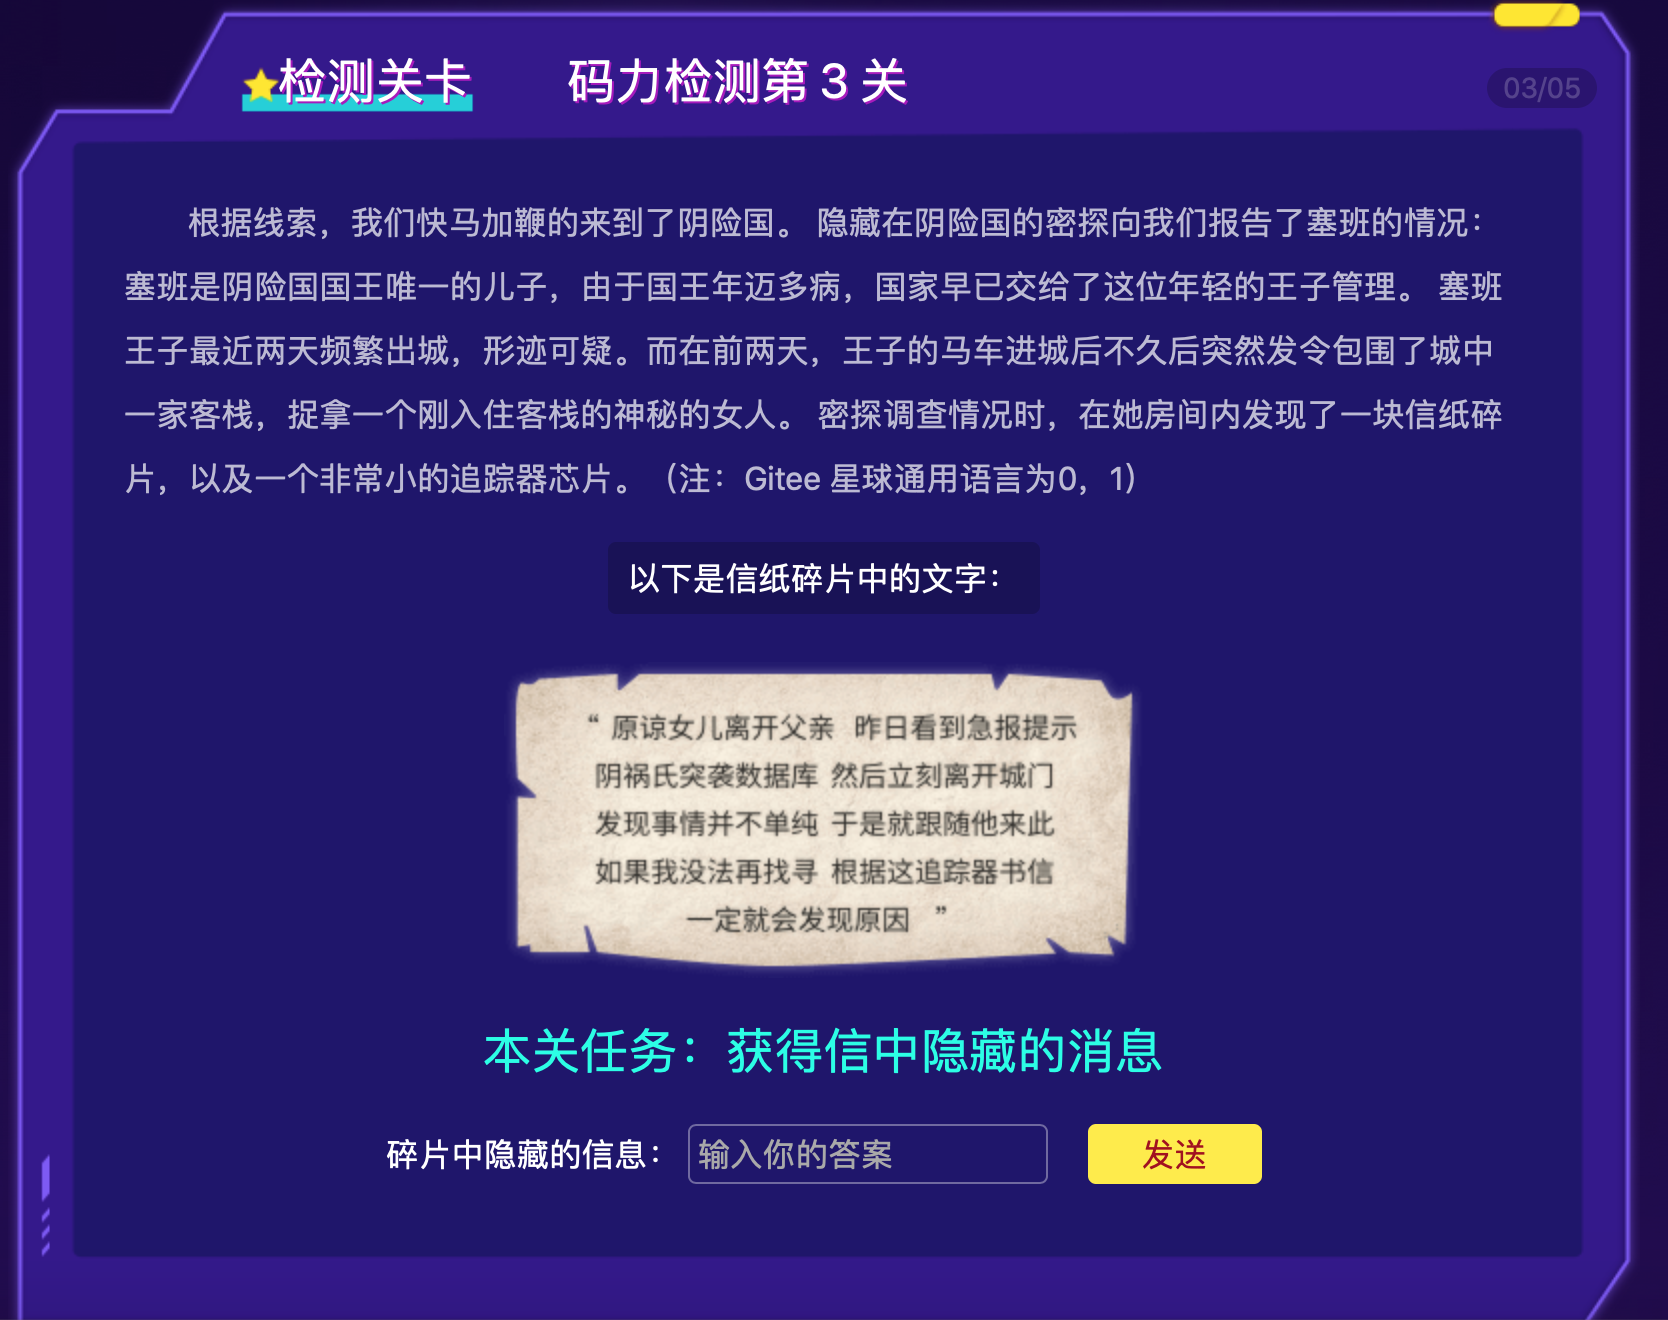 检测关卡 码力检测第 3 关
03/05
根据线索，我们快马加鞭的来到了阴险国。 隐藏在阴险国的密探向我们报告了塞班的情况：
塞班是阴险国国王唯一的儿子，由于国王年迈多病，国家早已交给了这位年轻的王子管理。 塞班
王子最近两天频繁出城，形迹可疑。而在前两天，王子的马车进城后不久后突然发令包围了城中
一家客栈，捉拿一个刚入住客栈的神秘的女人。 密探调查情况时，在她房间内发现了一块信纸碎
片，以及一个非常小的追踪器芯片。（注：Gitee 星球通用语言为0，1）
以下是信纸碎片中的文字：
“ 原谅女儿离开父亲 昨日看到急报提示
阴祸氏突袭数据库 然后立刻离开城门
发现事情并不单纯 于是就跟随他来此
如果我没法再找寻 根据这追踪器书信
一定就会发现原因 ”
本关任务：获得信中隐藏的消息
碎片中隐藏的信息： 输入你的答案 发送